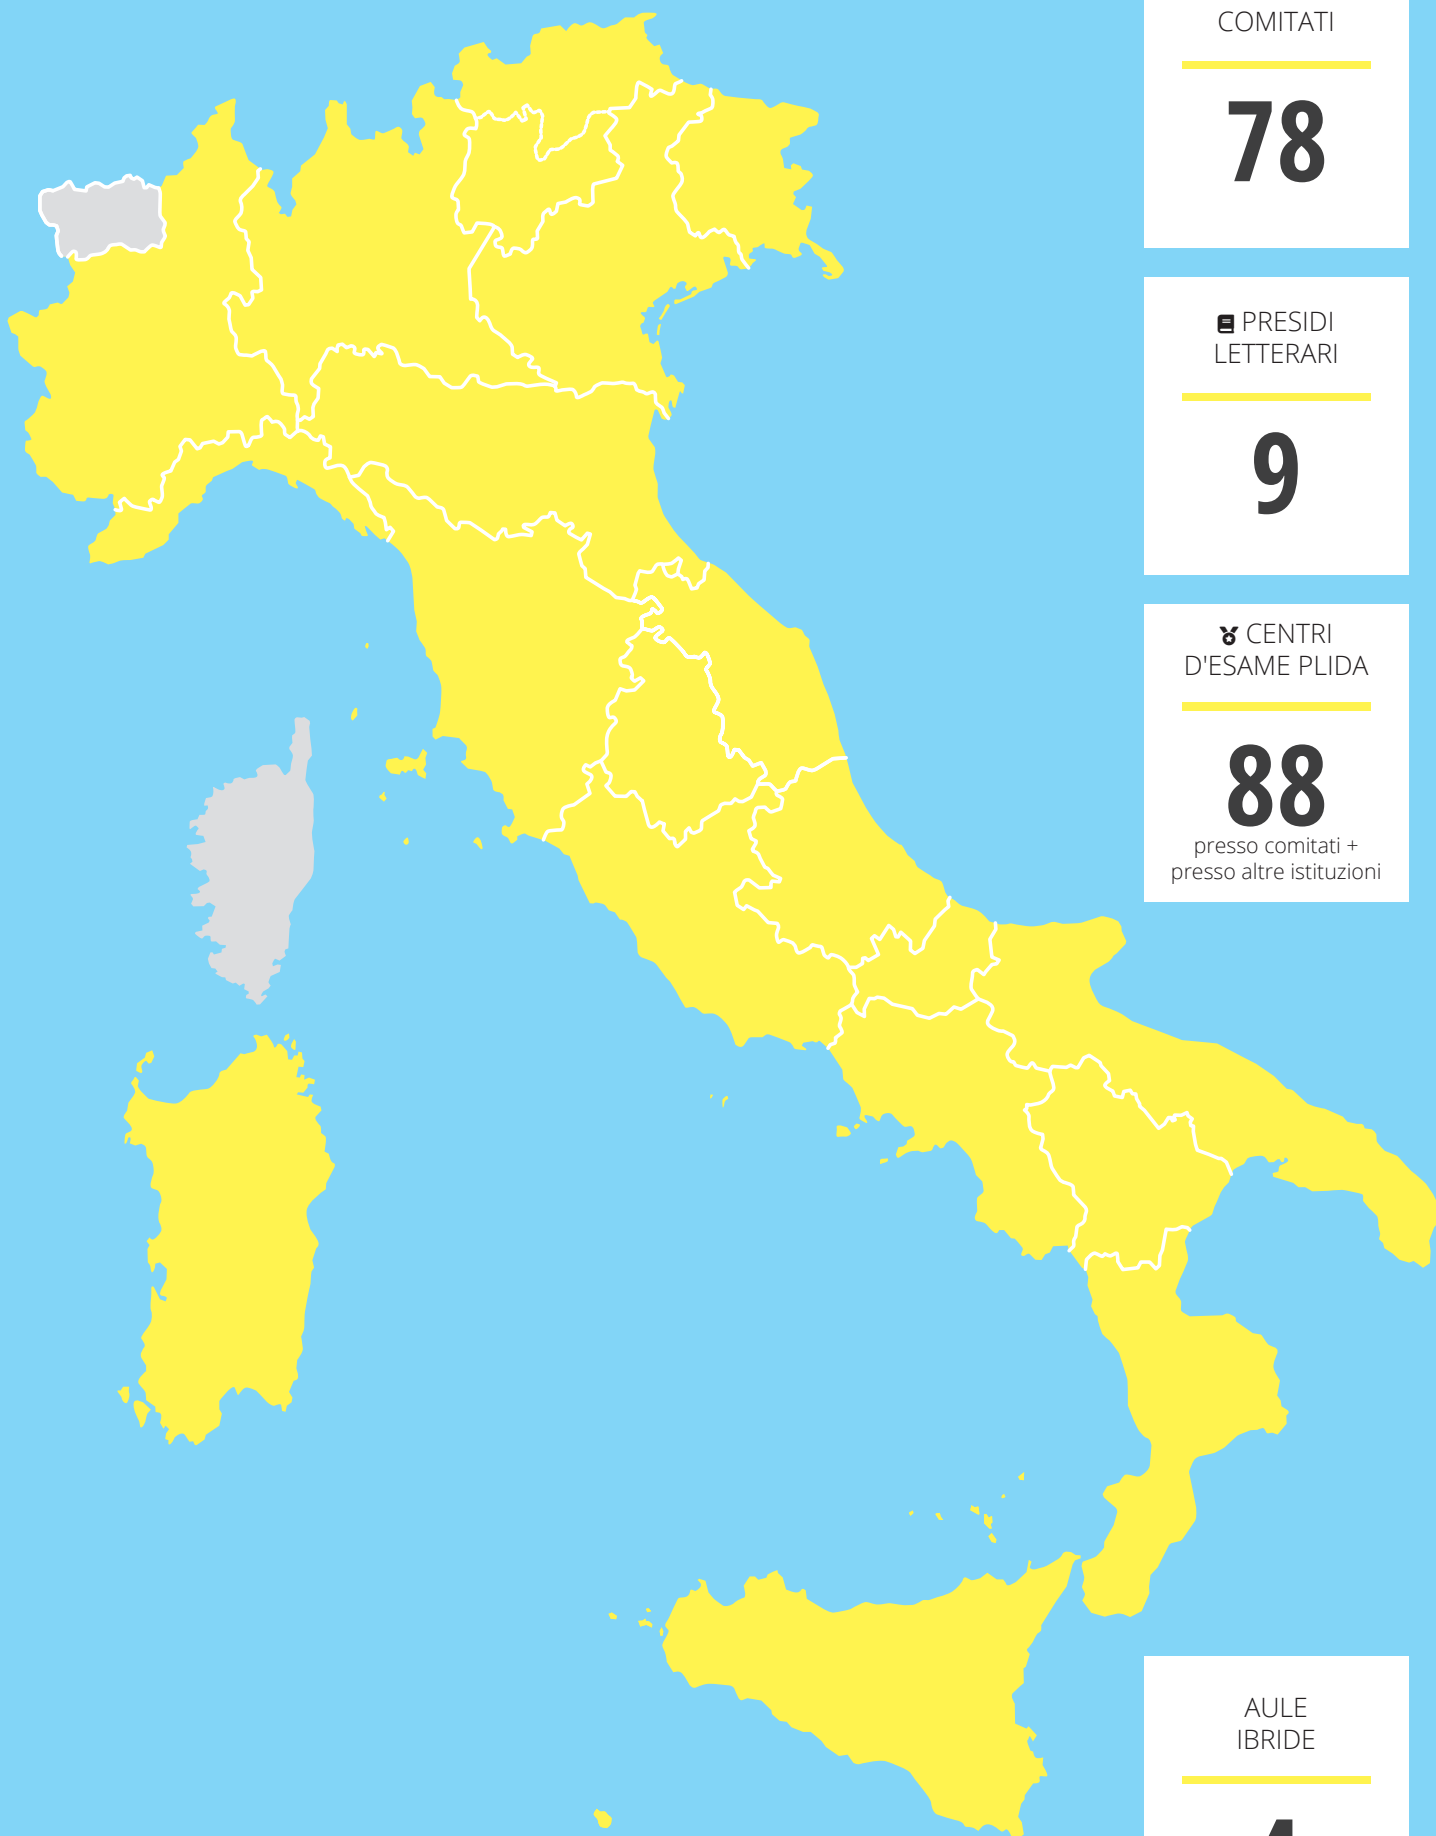 COMITATI
78
PRESIDI
LETTERARI
9
CENTRI
D'ESAME PLIDA
88
presso comitati +
presso altre istituzioni
AULE
IBRIDE